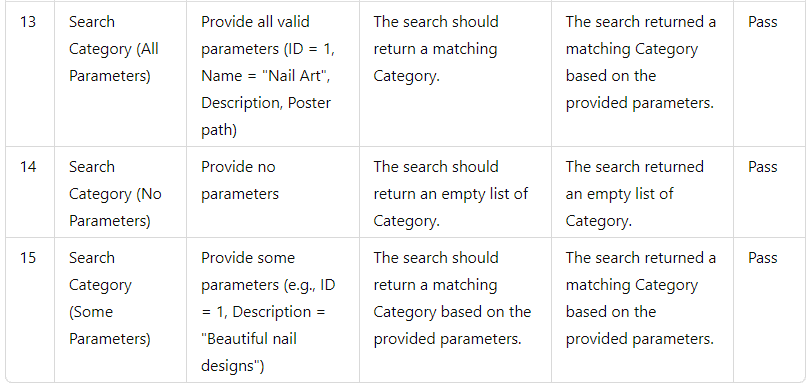 13
Search
Category (All
Parameters)
Provide all valid
parameters (ID = 1,
Name = "Nail Art",
Description, Poster
path)
The search should
return a matching
Category.
The search returned a
matching Category
based on the
provided parameters.
Pass
14
Search
Category (No
Parameters)
Provide no
parameters
The search should
return an empty list of
Category.
The search returned
an empty list of
Category.
Pass
15
Search
Category
(Some
Parameters)
Provide some
parameters (e.g., ID
= 1, Description =
"Beautiful nail
designs")
The search should
return a matching
Category based on the
provided parameters.
The search returned a
matching Category
based on the
provided parameters.
Pass